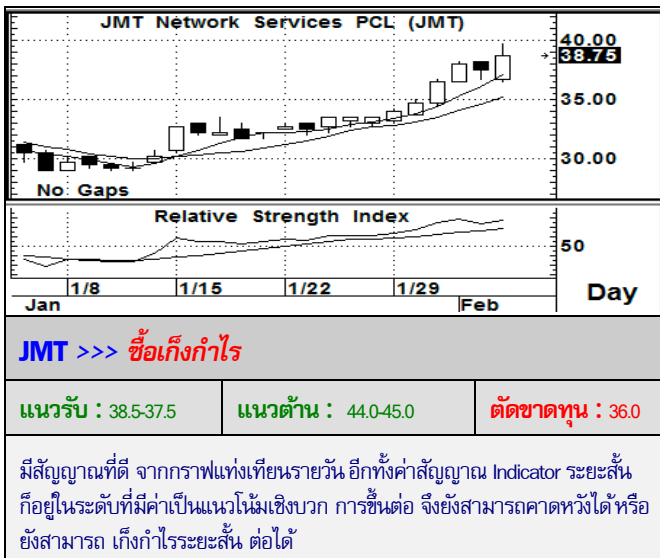 JMT Network Services PCL (JMT)
40.00
38.75
35.00
30.00
No Gaps
Relative Strength Index
50
1/8 1/15 1/22 1/29
Jan Feb
Day
JMT >>> ซื้อเก็งกำไร
แนวรับ : 38.5-37.5 แนวต้าน : 44.0-45.0 ตัดขาดทุน : 36.0
มีสัญญาณที่ดี จากกราฟแท่งเทียนรายวัน อีกทั้งค่าสัญญาณ Indicator ระยะสั้น
ก็อยู่ในระดับที่มีค่าเป็นแนวโน้มเชิงบวก การขึ้นต่อ จึงยังสามารถคาดหวังได้ หรือ
ยังสามารถ เก็งกำไรระยะสั้น ต่อได้